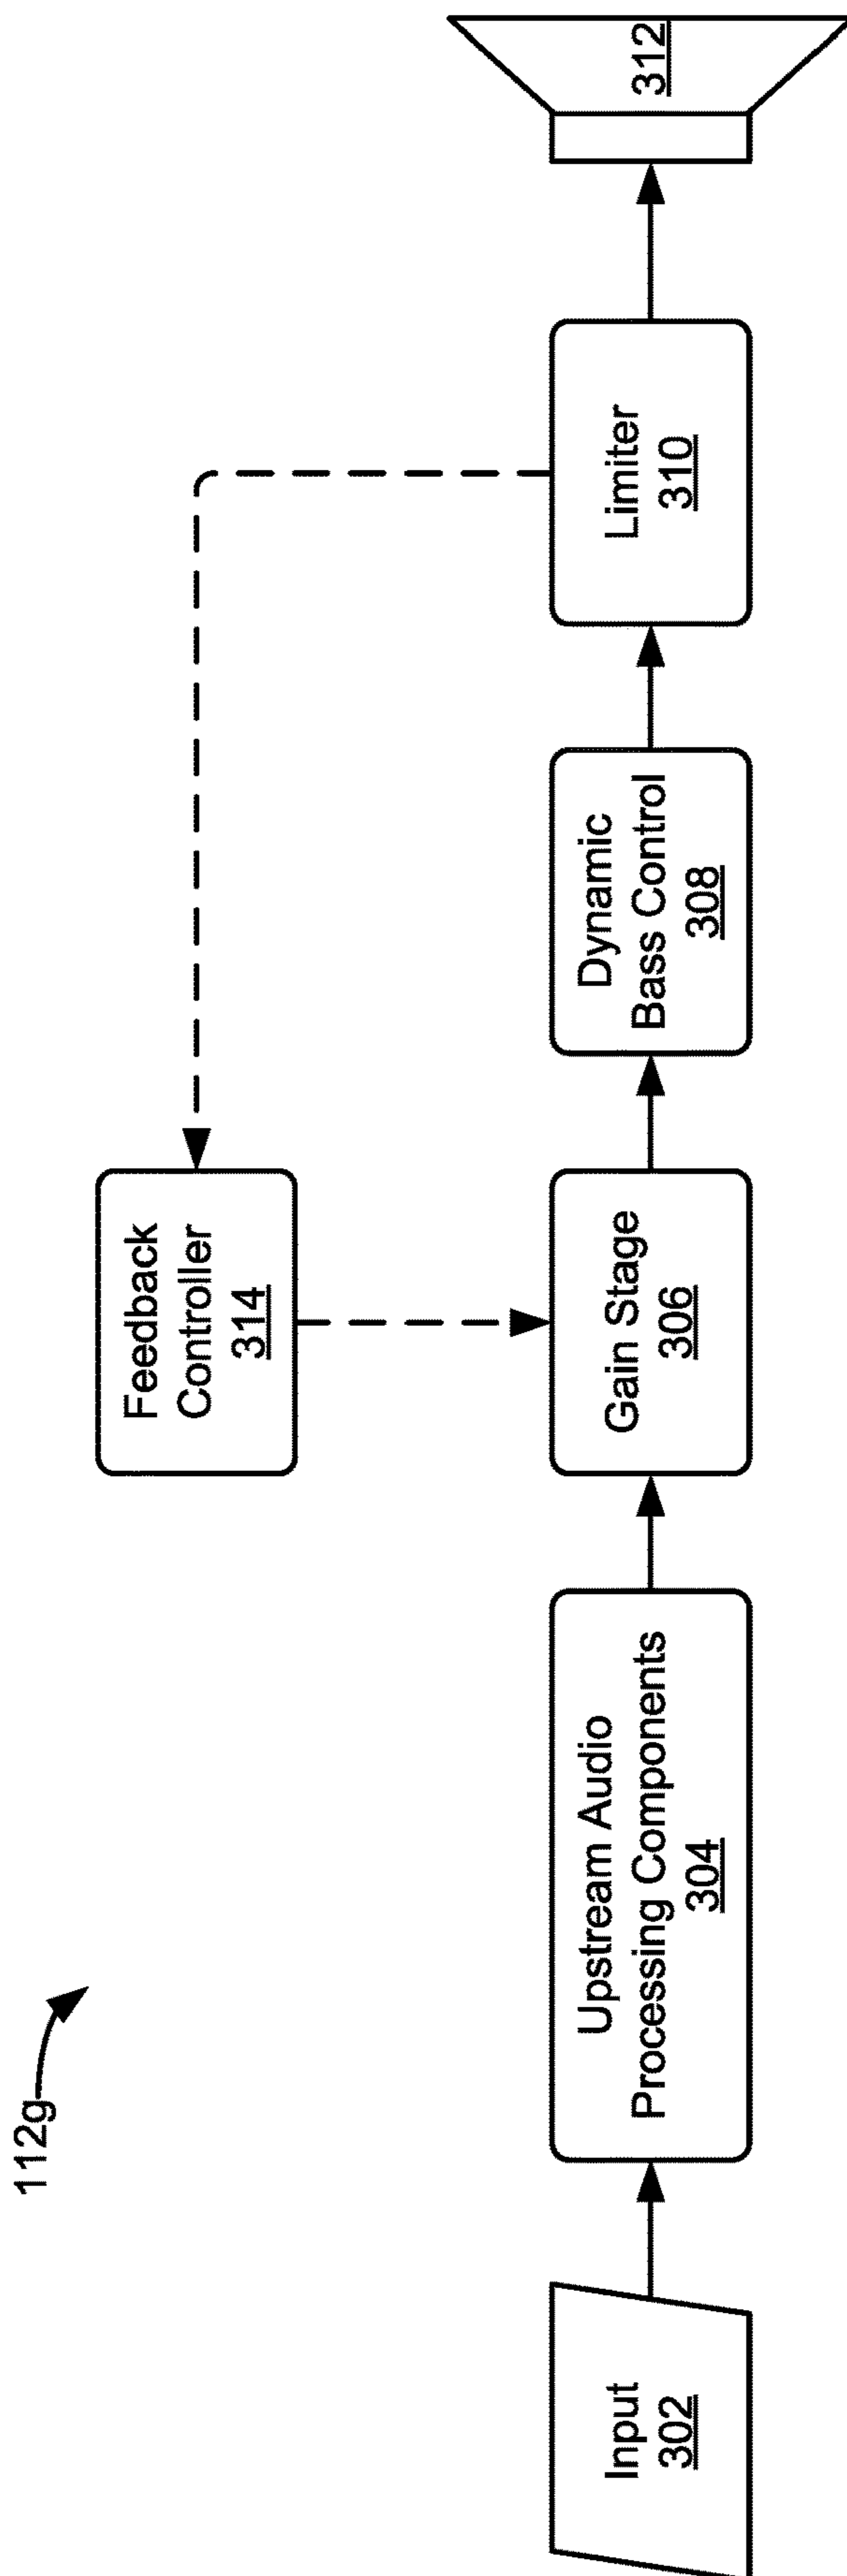 112g
Feedback
Controller
314
Input
302
Upstream Audio
Processing Components
304
Gain Stage
306
Dynamic
Bass Control
308
Limiter
310
312